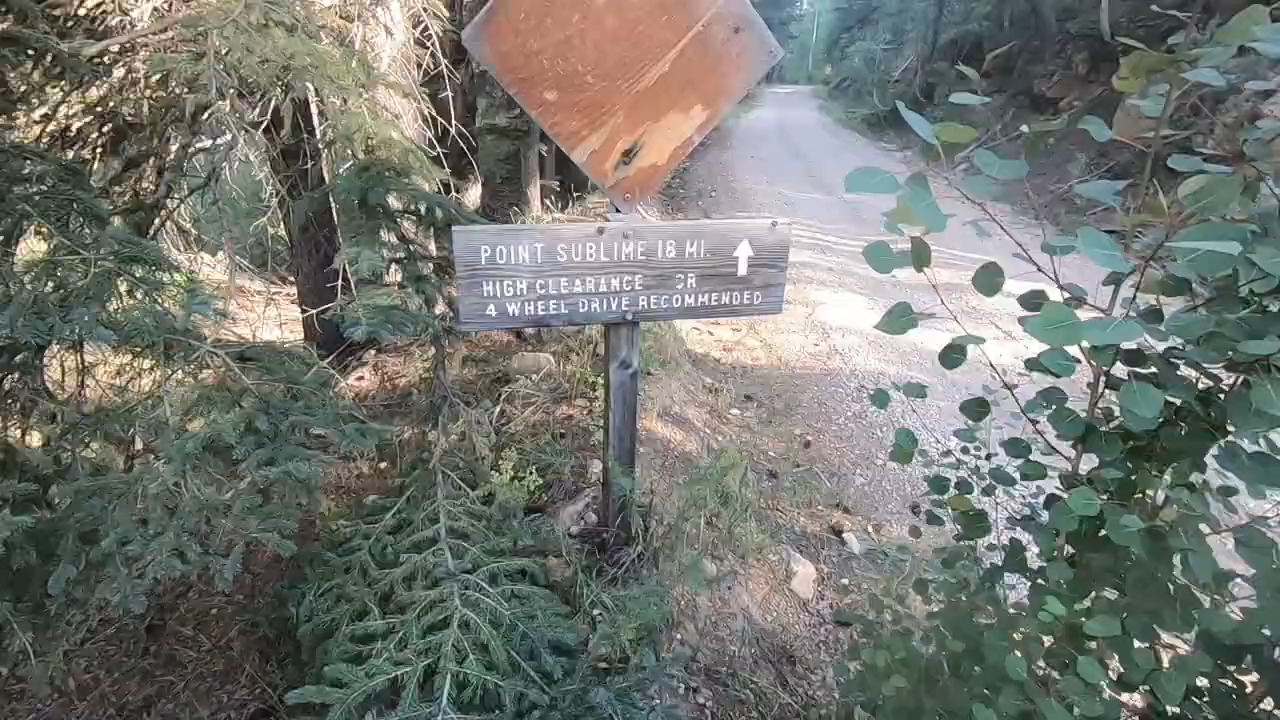 POINT SUBLIME 18 MI.
HIGH CLEARANCE OR
4 WHEEL DRIVE RECOMMENDED